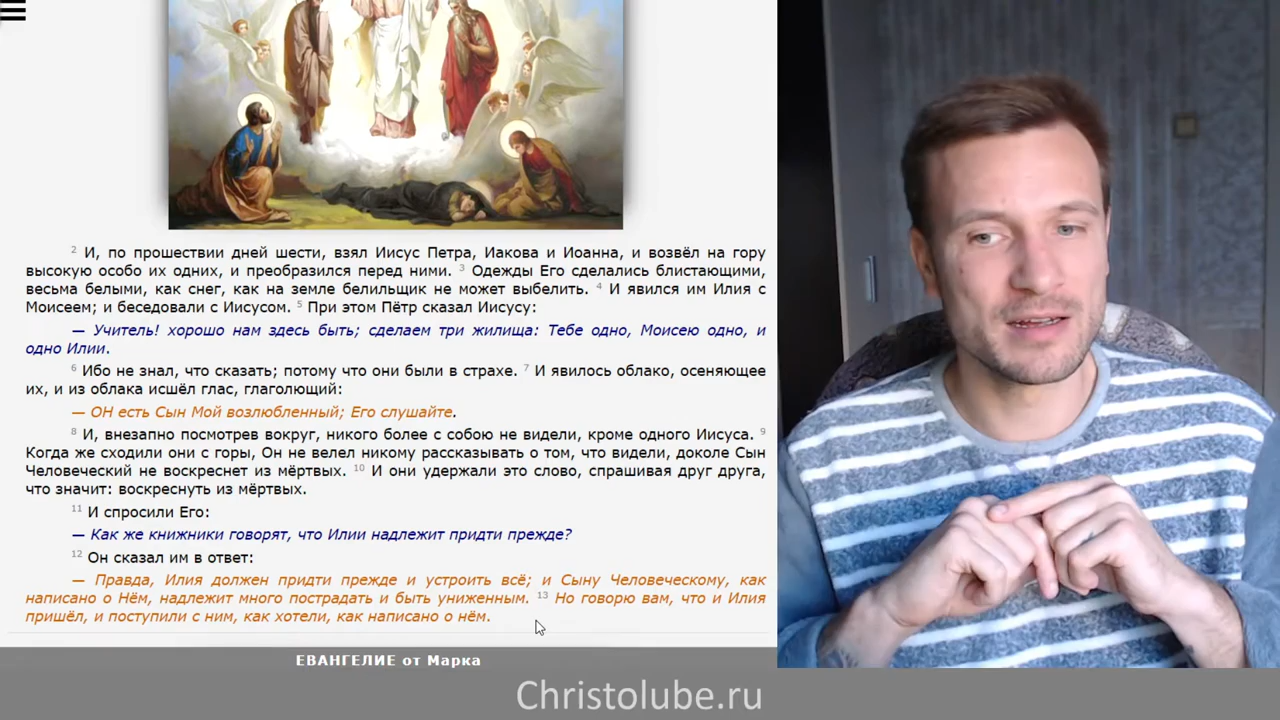 2 И, по прошествии дней шести, взял Иисус Петра, Иакова и Иоанна, и возвёл на гору
высокую особо их одних, и преобразился перед ними. 3 Одежды Его сделались блистающими,
весьма белыми, как снег, как на земле белильщик не может выбелить. 4 И явился им Илия с
Моисеем; и беседовали с Иисусом. 5 При этом Пётр сказал Иисусу:
— Учитель! хорошо нам здесь быть; сделаем три жилища: Тебе одно, Моисею одно, и
одно Илии.
6 Ибо не знал, что сказать; потому что они были в страхе. 7 И явилось облако, осеняющее
их, и из облака исшёл глас, глаголющий:
— ОН есть Сын Мой возлюбленный; Его слушайте.
8 И, внезапно посмотрев вокруг, никого более с собою не видели, кроме одного Иисуса. 9
Когда же сходили они с горы, Он не велел никому рассказывать о том, что видели, доколе Сын
Человеческий не воскреснет из мёртвых. 10 И они удержали это слово, спрашивая друг друга,
что значит: воскреснуть из мёртвых.
11 И спросили Его:
— Как же книжники говорят, что Илии надлежит придти прежде?
12 Он сказал им в ответ:
— Правда, Илия должен придти прежде и устроить всё; и Сыну Человеческому, как
написано о Нём, надлежит много пострадать и быть униженным. 13 Но говорю вам, что и Илия
пришёл, и поступили с ним, как хотели, как написано о нём.
ЕВАНГЕЛИЕ от Марка
Christolube.ru